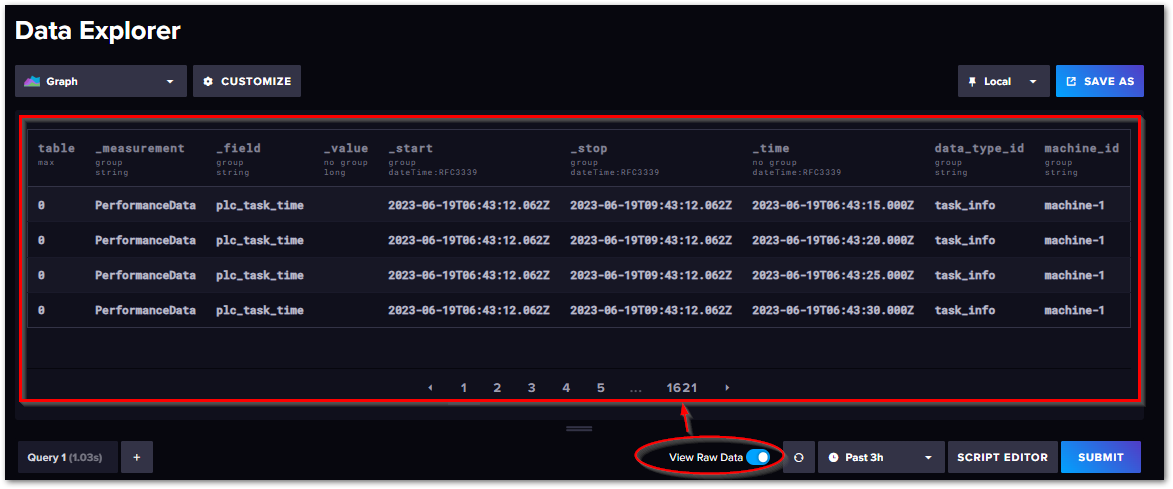 Data Explorer
Graph CUSTOMIZE Local SAVE AS
table _measurement _field _value _start _stop _time data_type_id machine_id
max group group no group group group no group group group
string string long dateTime:RFC3339 dateTime:RFC3339 dateTime:RFC3339 string string
0 PerformanceData plc_task_time 2023-06-19T06:43:12.062Z 2023-06-19T09:43:12.062Z 2023-06-19T06:43:15.000Z task_info machine-1
0 PerformanceData plc_task_time 2023-06-19T06:43:12.062Z 2023-06-19T09:43:12.062Z 2023-06-19T06:43:20.000Z task_info machine-1
0 PerformanceData plc_task_time 2023-06-19T06:43:12.062Z 2023-06-19T09:43:12.062Z 2023-06-19T06:43:25.000Z task_info machine-1
0 PerformanceData plc_task_time 2023-06-19T06:43:12.062Z 2023-06-19T09:43:12.062Z 2023-06-19T06:43:30.000Z task_info machine-1
1 2 3 4 5 ... 1621
Query 1 (1.03s) + View Raw Data Past 3h SCRIPT EDITOR SUBMIT